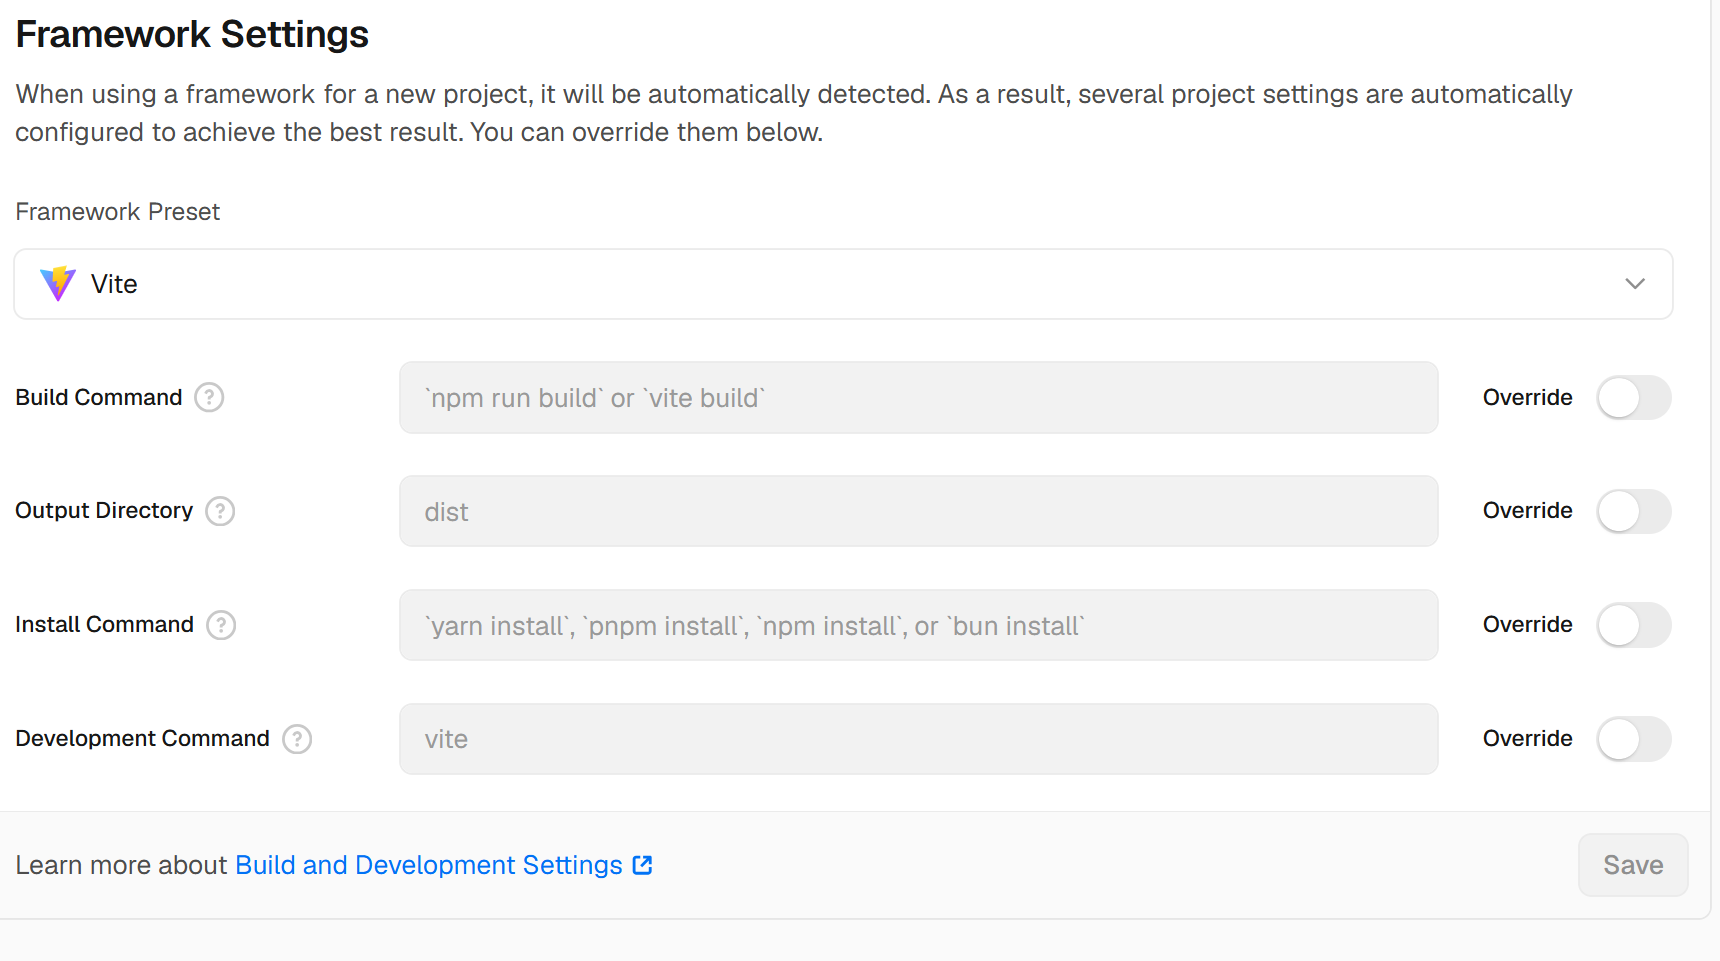 Framework Settings
When using a framework for a new project, it will be automatically detected. As a result, several project settings are automatically
configured to achieve the best result. You can override them below.
Framework Preset
Vite
Build Command ?
`npm run build` or `vite build`
Override
Output Directory ?
dist
Override
Install Command ?
`yarn install`, `pnpm install`, `npm install`, or `bun install`
Override
Development Command ?
vite
Override
Learn more about Build and Development Settings
Save